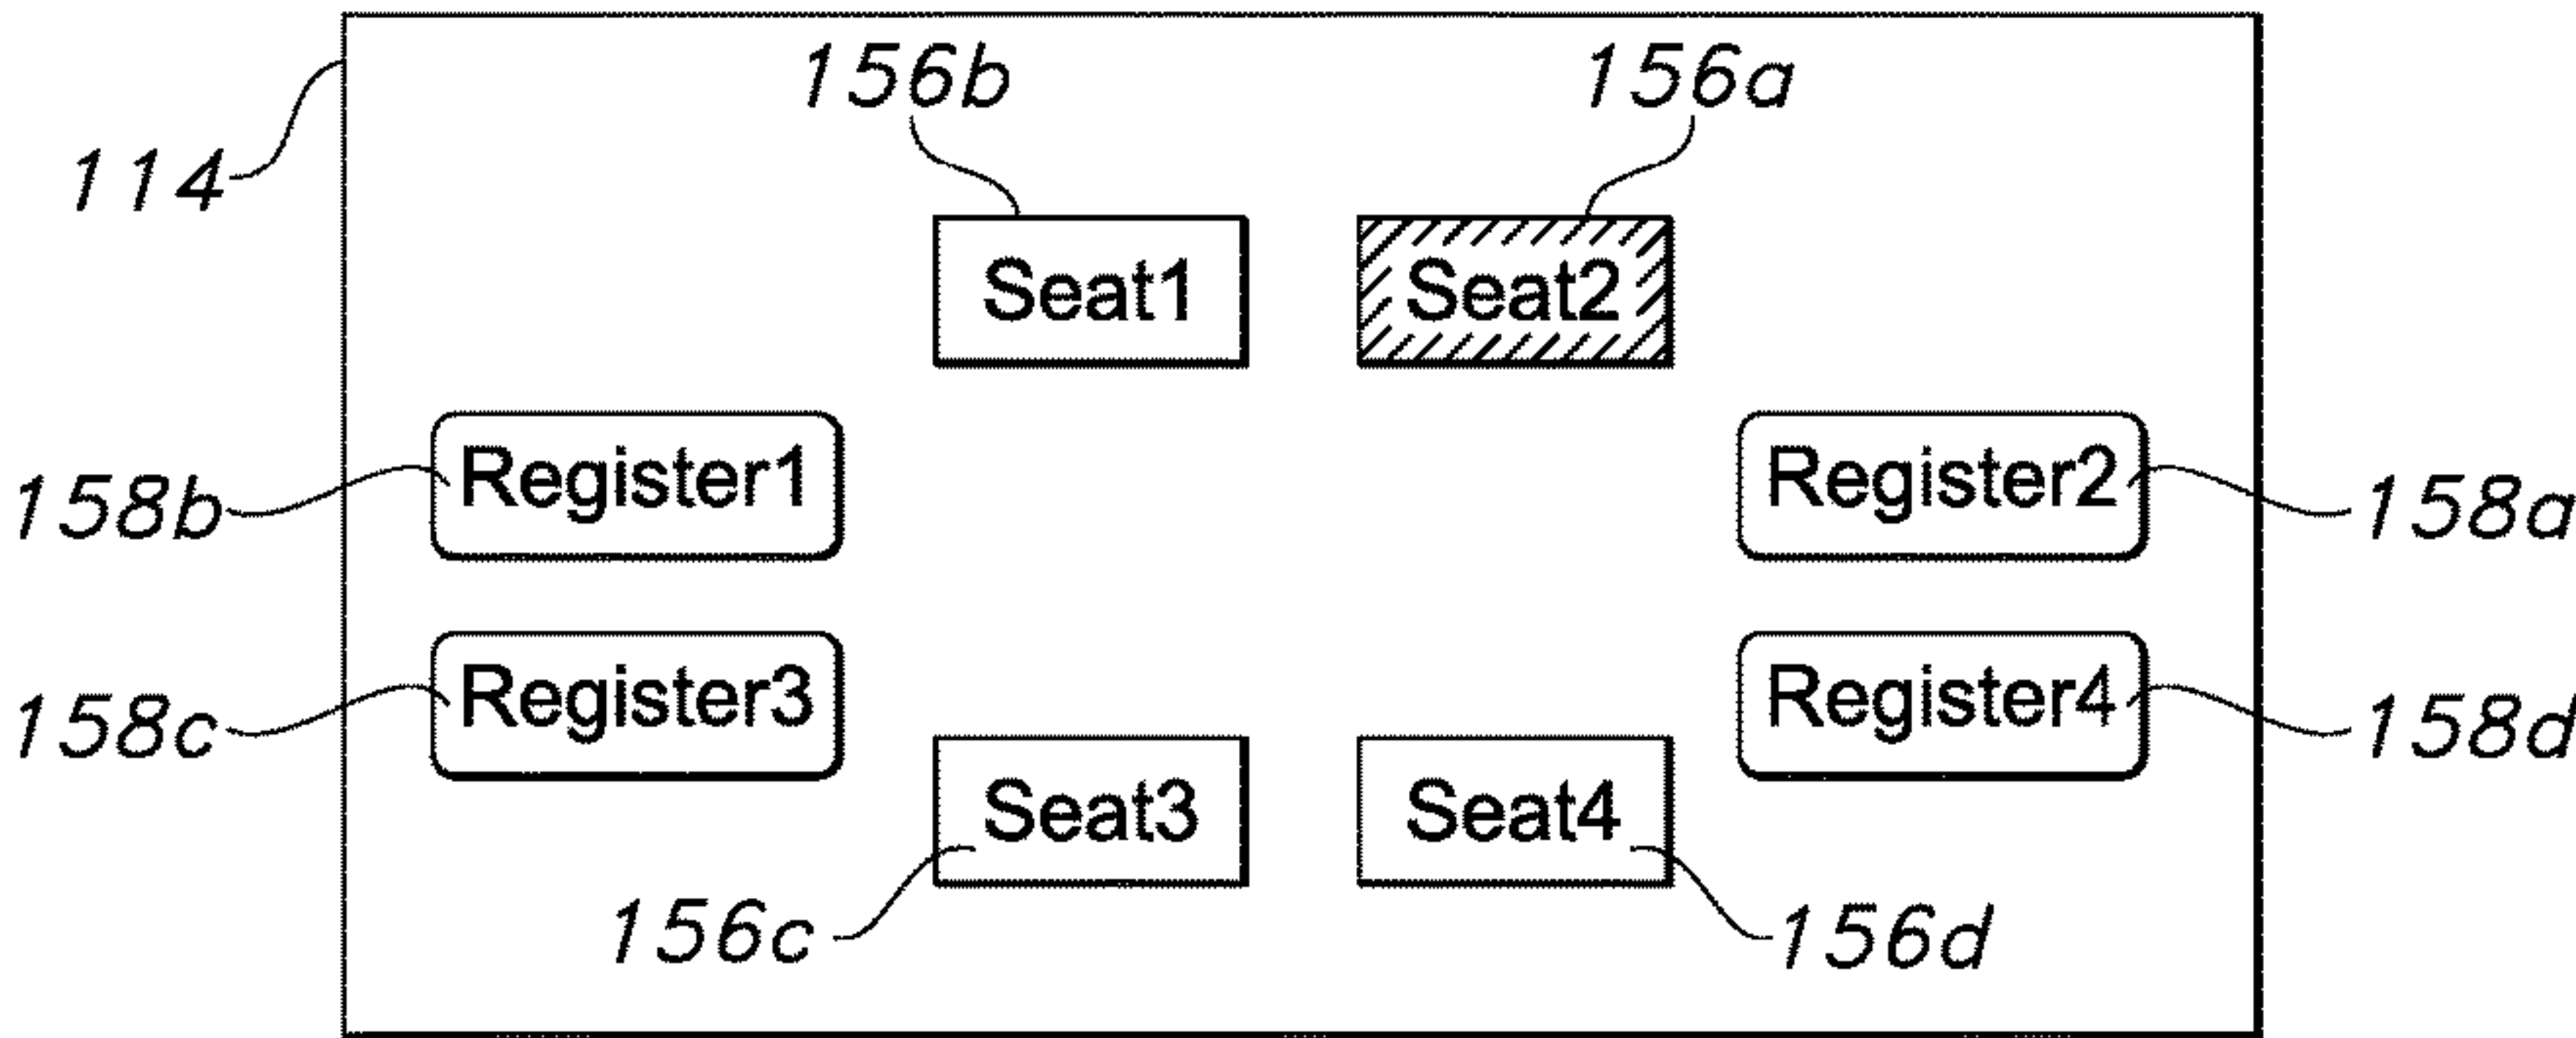 156b 156a
114
Seat1 Seat2
Register1 Register2
158b 158a
Register3 Register4
158c 158d
Seat3 Seat4
156c 156d